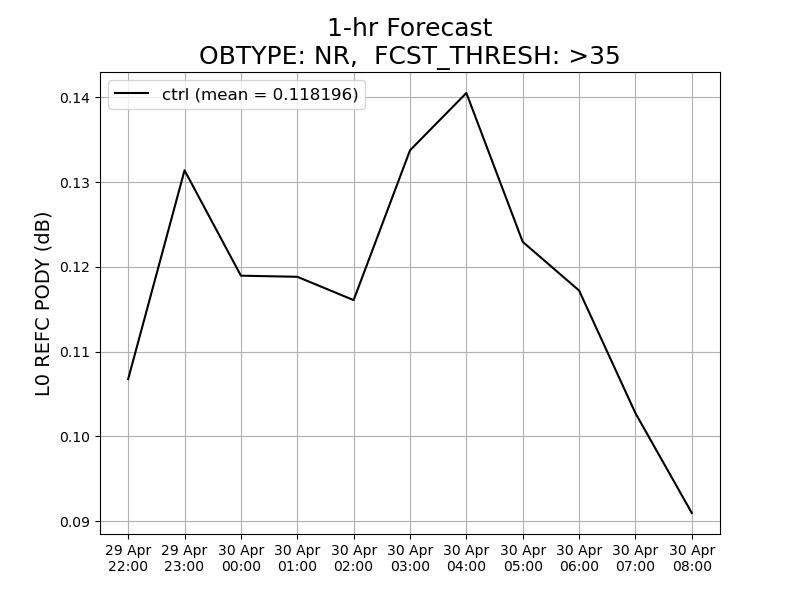 1-hr Forecast
OBTYPE: NR,  FCST_THRESH: >35
ctrl (mean = 0.118196)
L0 REFC PODY (dB)
0.14
0.13
0.12
0.11
0.10
0.09
29 Apr 29 Apr 30 Apr 30 Apr 30 Apr 30 Apr 30 Apr 30 Apr 30 Apr 30 Apr 30 Apr
22:00 23:00 00:00 01:00 02:00 03:00 04:00 05:00 06:00 07:00 08:00